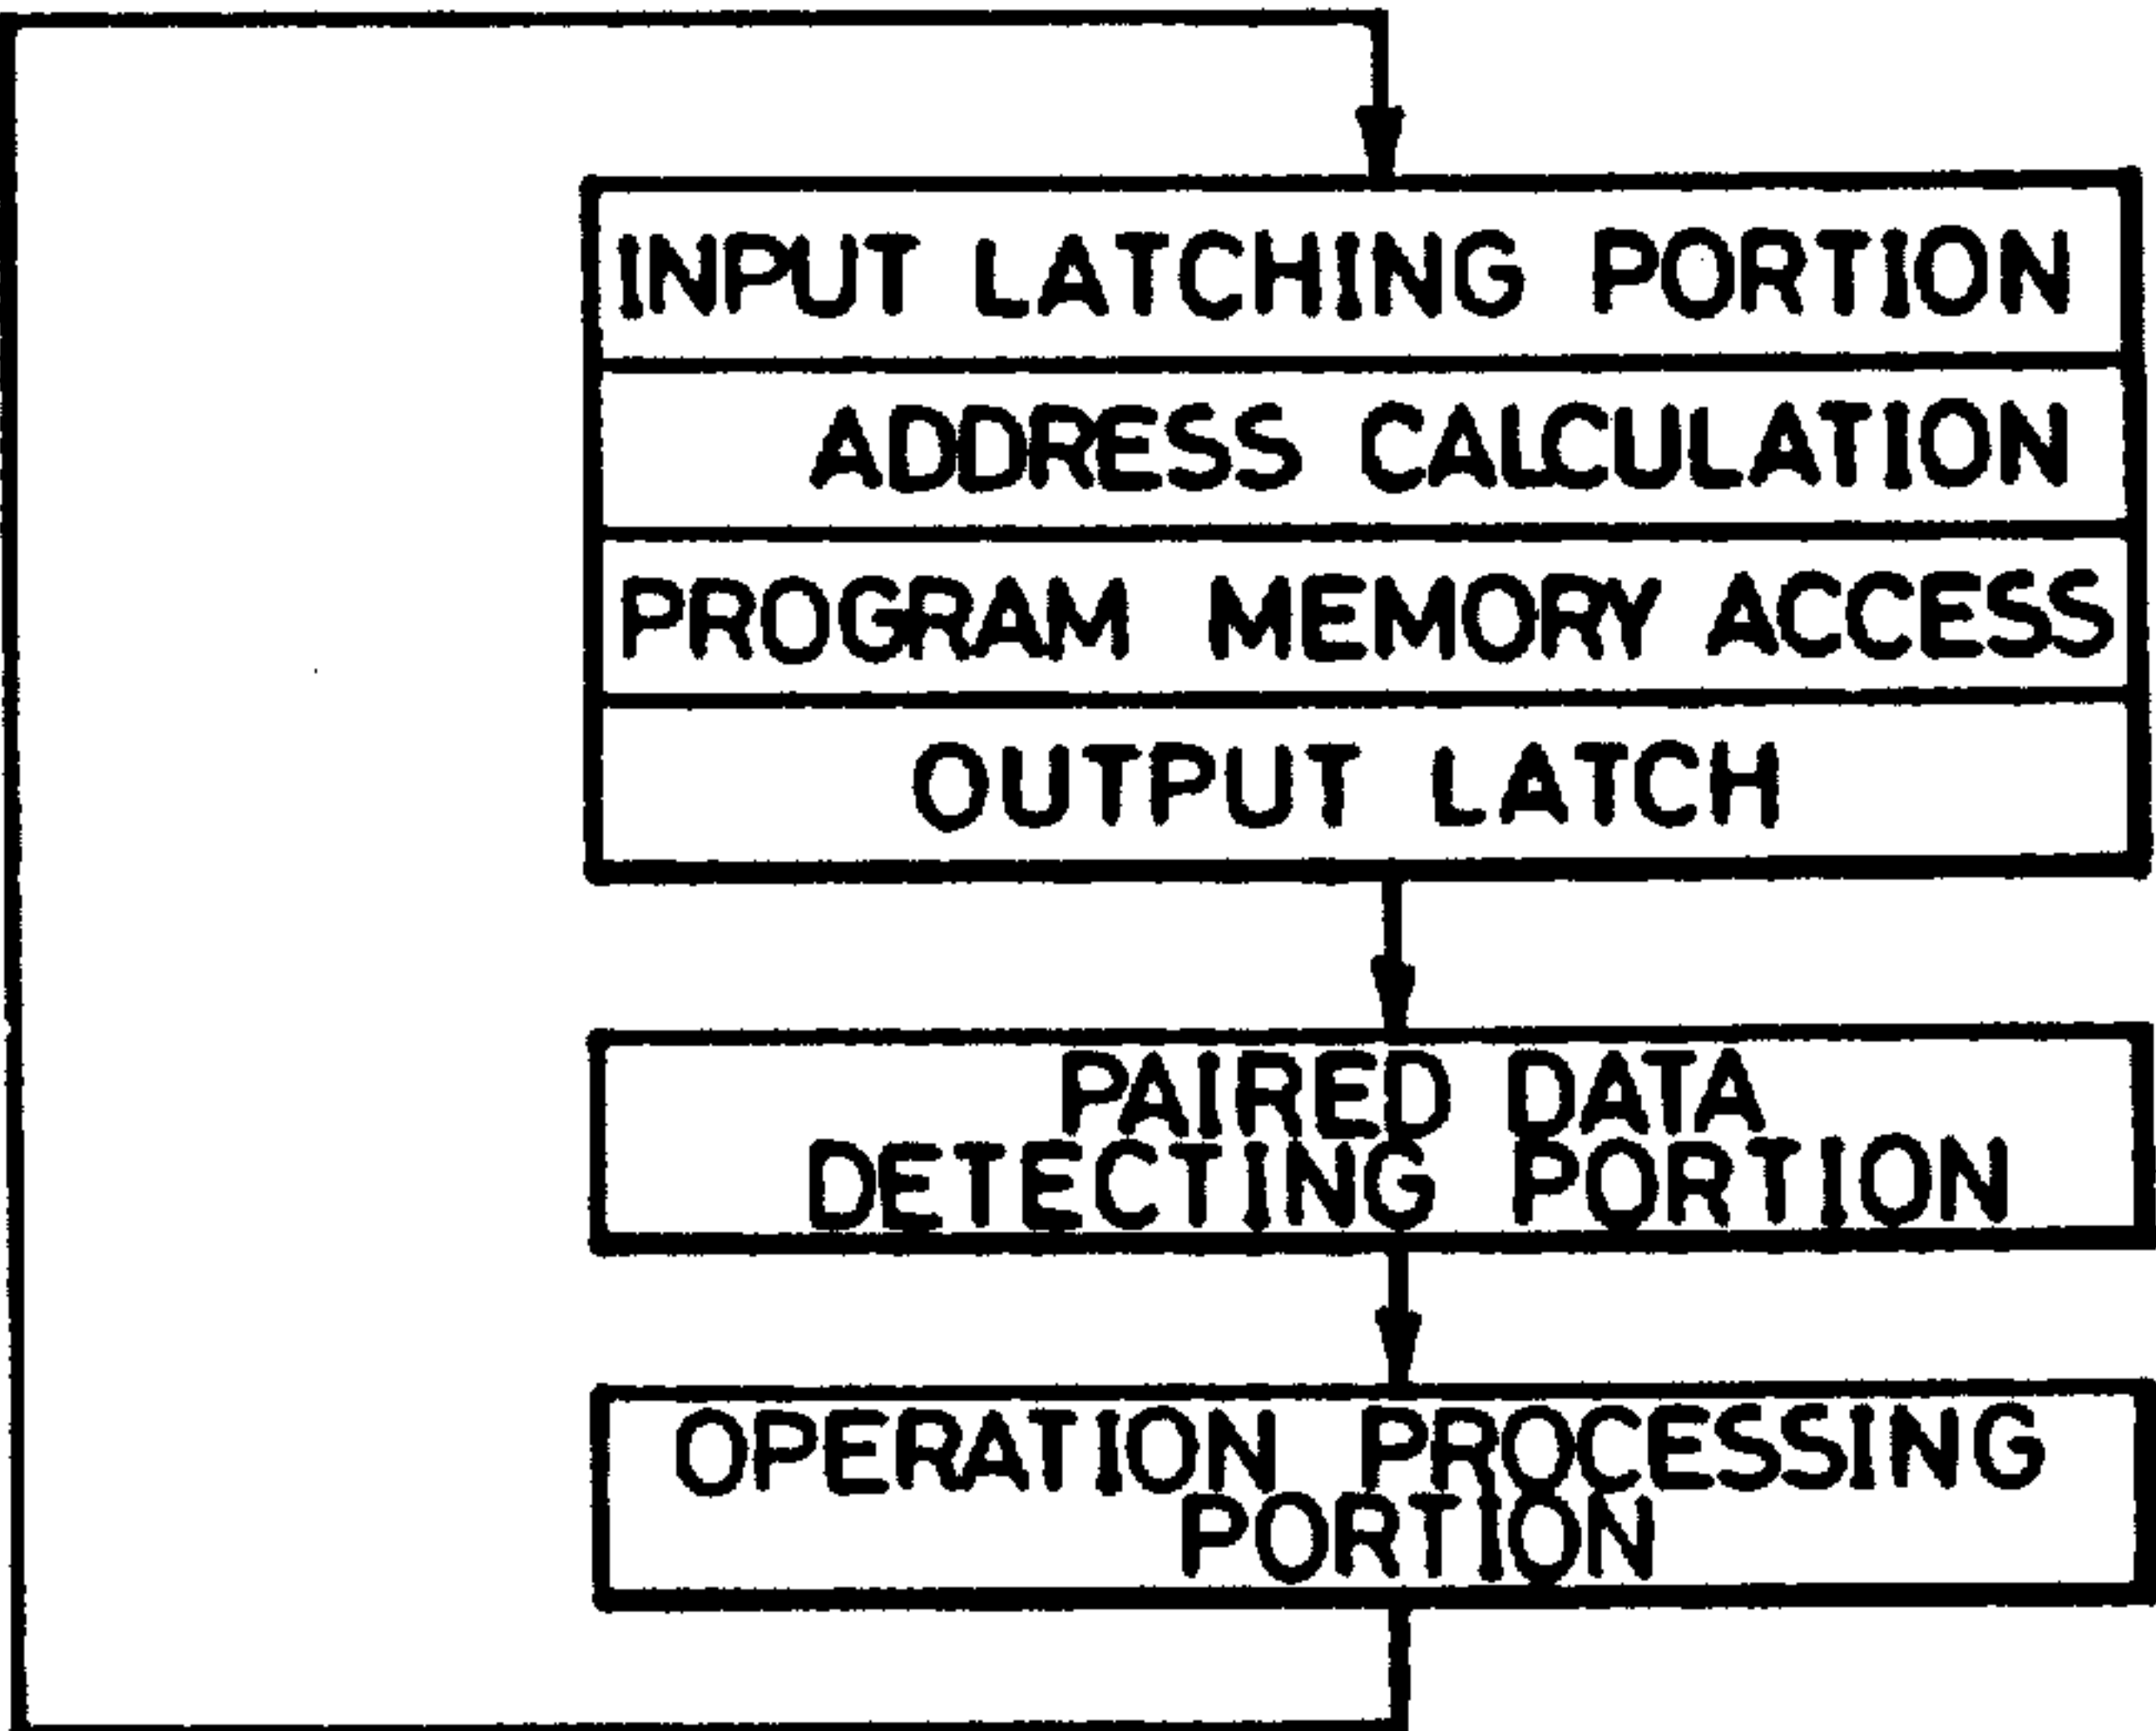 INPUT LATCHING PORTION
ADDRESS CALCULATION
PROGRAM MEMORY ACCESS
OUTPUT LATCH
PAIRED DATA
DETECTING PORTION
OPERATION PROCESSING
PORTION